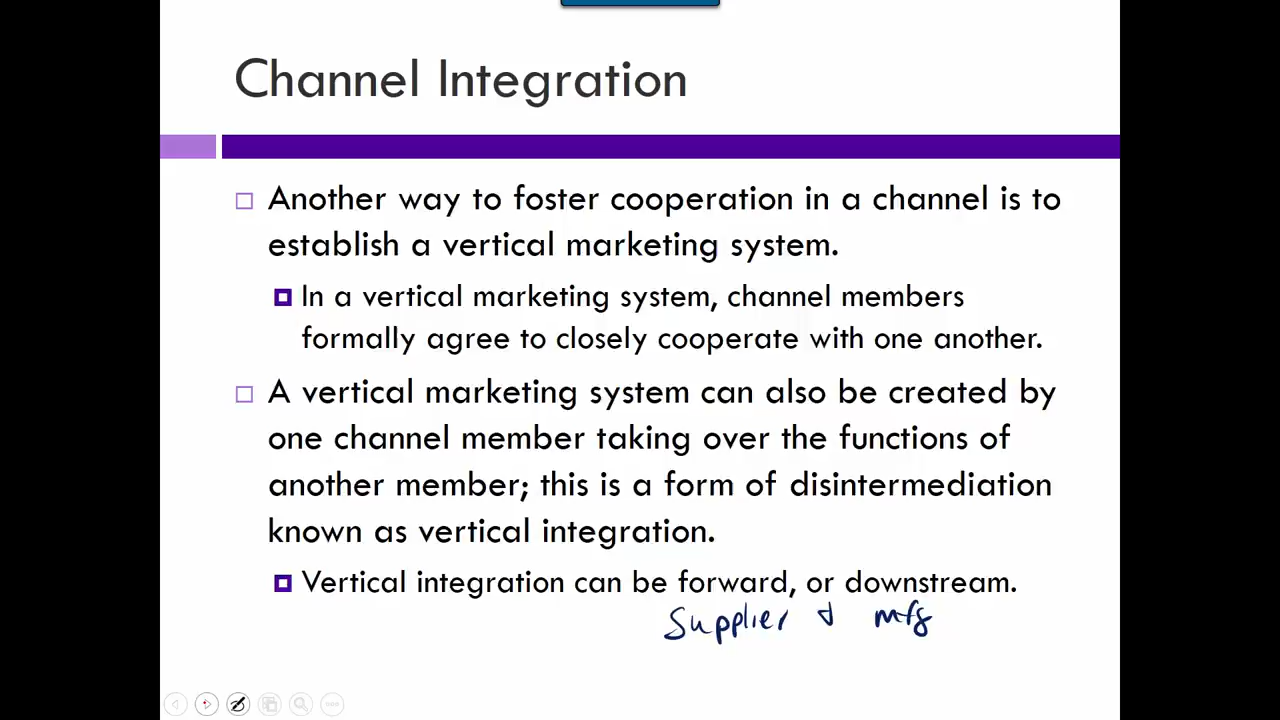 Channel Integration
Another way to foster cooperation in a channel is to
establish a vertical marketing system.
In a vertical marketing system, channel members
formally agree to closely cooperate with one another.
A vertical marketing system can also be created by
one channel member taking over the functions of
another member; this is a form of disintermediation
known as vertical integration.
Vertical integration can be forward, or downstream.
Supplier & mfg